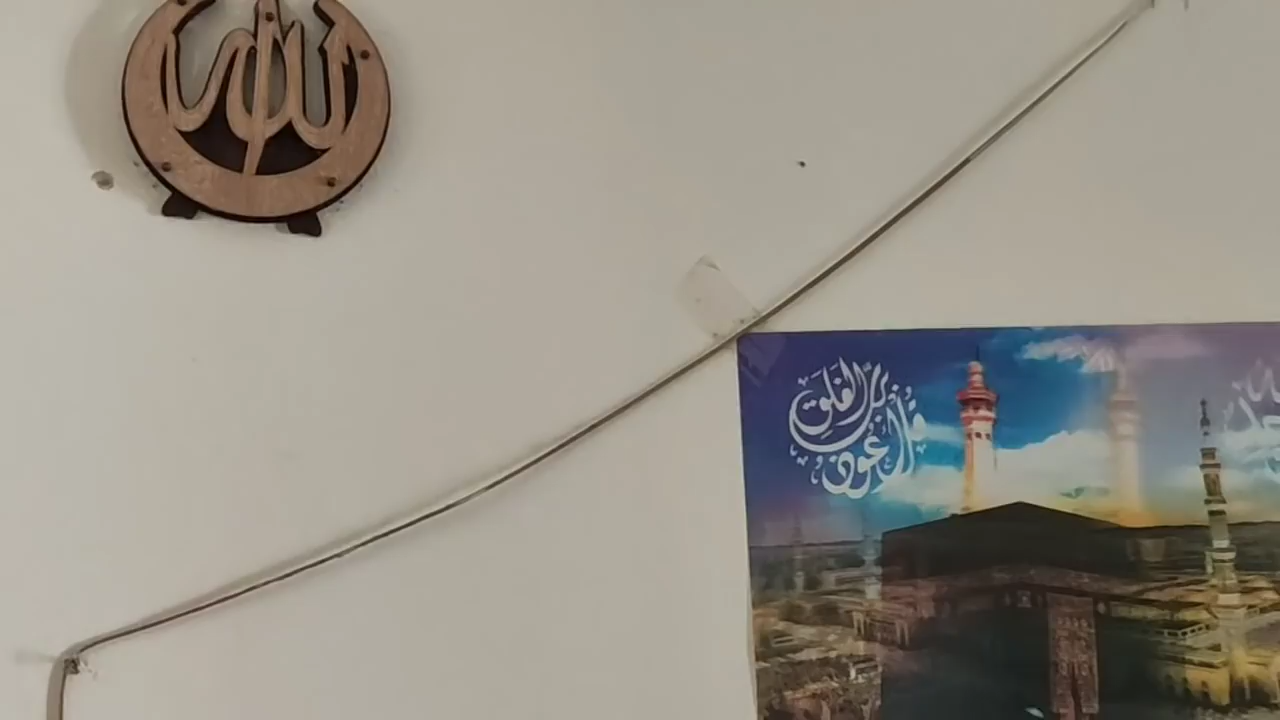 الله
قل أعوذ
برب الفلق